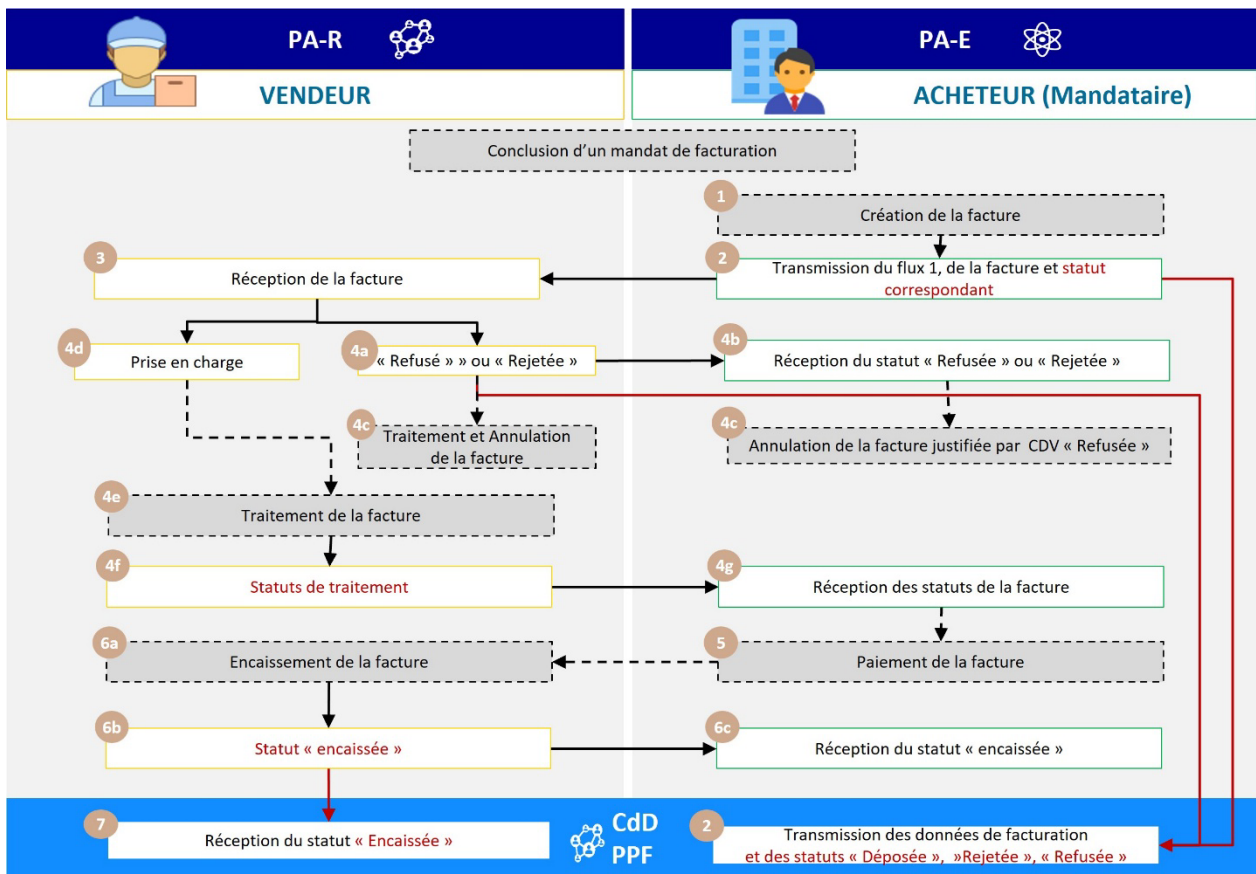 PA-R
PA-E
VENDEUR
ACHETEUR (Mandataire)
Conclusion d'un mandat de facturation
1
Création de la facture
3
Réception de la facture
2
Transmission du flux 1, de la facture et statut
correspondant
4d
Prise en charge
4a
« Refusé » » ou « Rejetée »
4b
Réception du statut « Refusée » ou « Rejetée »
4c
Traitement et Annulation
de la facture
4c
Annulation de la facture justifiée par CDV « Refusée »
4e
Traitement de la facture
4f
Statuts de traitement
4g
Réception des statuts de la facture
6a
Encaissement de la facture
5
Paiement de la facture
6b
Statut « encaissée »
6c
Réception du statut « encaissée »
7
Réception du statut « Encaissée »
CdD
PPF
2
Transmission des données de facturation
et des statuts « Déposée », »Rejetée », « Refusée »